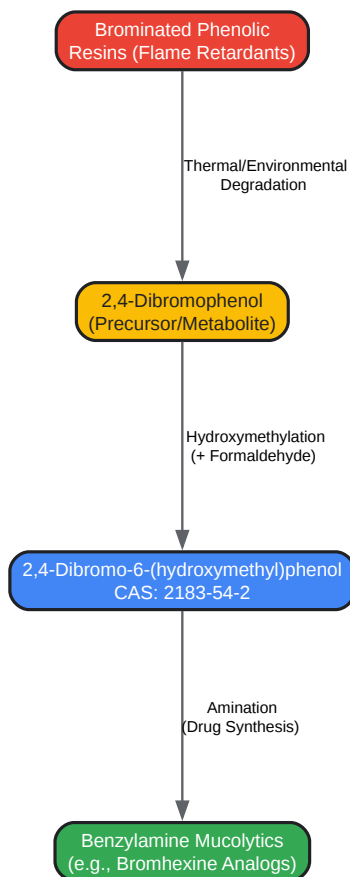 Brominated Phenolic
Resins (Flame Retardants)
Thermal/Environmental
Degradation
2,4-Dibromophenol
(Precursor/Metabolite)
Hydroxymethylation
(+ Formaldehyde)
2,4-Dibromo-6-(hydroxymethyl)phenol
CAS: 2183-54-2
Amination
(Drug Synthesis)
Benzylamine Mucolytics
(e.g., Bromhexine Analogs)